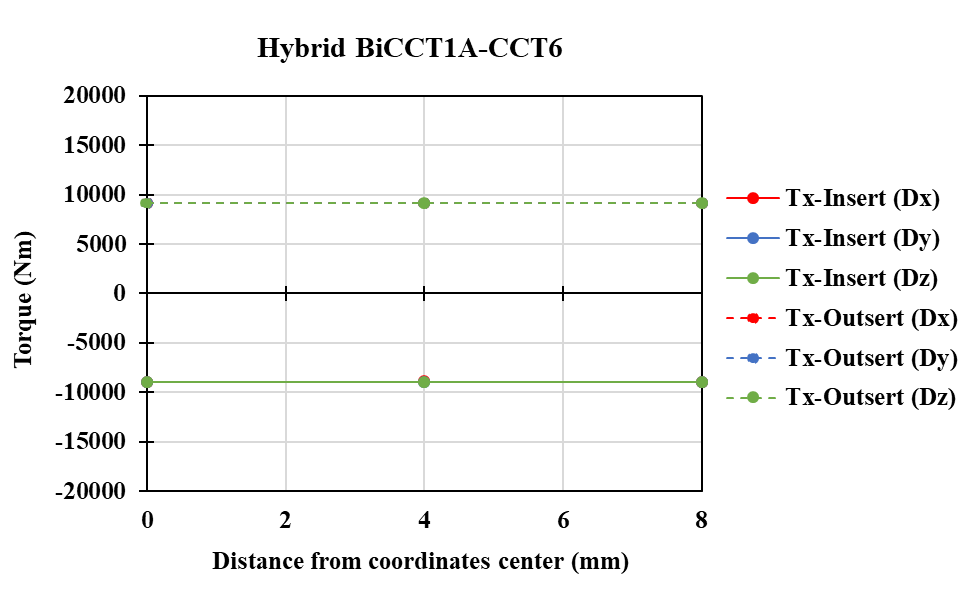 Hybrid BiCCT1A-CCT6
20000
15000
10000
5000
0
-5000
-10000
-15000
-20000
Torque (Nm)
0 2 4 6 8
Distance from coordinates center (mm)
Tx-Insert (Dx)
Tx-Insert (Dy)
Tx-Insert (Dz)
Tx-Outsert (Dx)
Tx-Outsert (Dy)
Tx-Outsert (Dz)